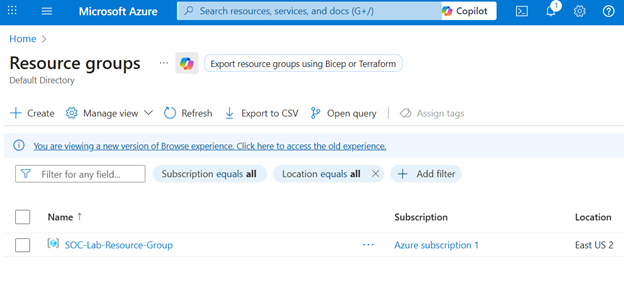 Microsoft Azure
Search resources, services, and docs (G+/)
Copilot
1
Home >
Resource groups
... Export resource groups using Bicep or Terraform
Default Directory
+ Create Manage view Refresh Export to CSV Open query Assign tags
You are viewing a new version of Browse experience. Click here to access the old experience.
Filter for any field... Subscription equals all Location equals all × + Add filter
Name ↑ Subscription Location
SOC-Lab-Resource-Group ... Azure subscription 1 East US 2